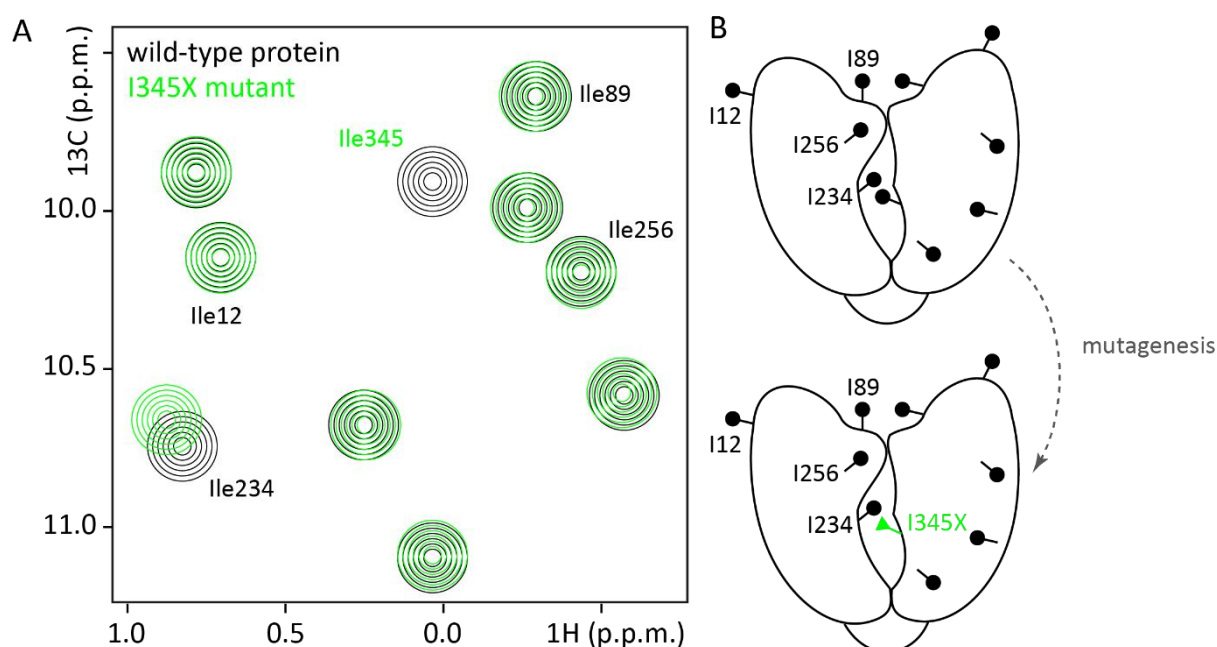 A
wild-type protein
I345X mutant
13C (p.p.m.)
Ile345
Ile89
Ile256
Ile12
Ile234
10.0
10.5
11.0
1.0
0.5
0.0
1H (p.p.m.)
B
I89
I12
I256
I234
mutagenesis
I89
I12
I256
I234
I345X